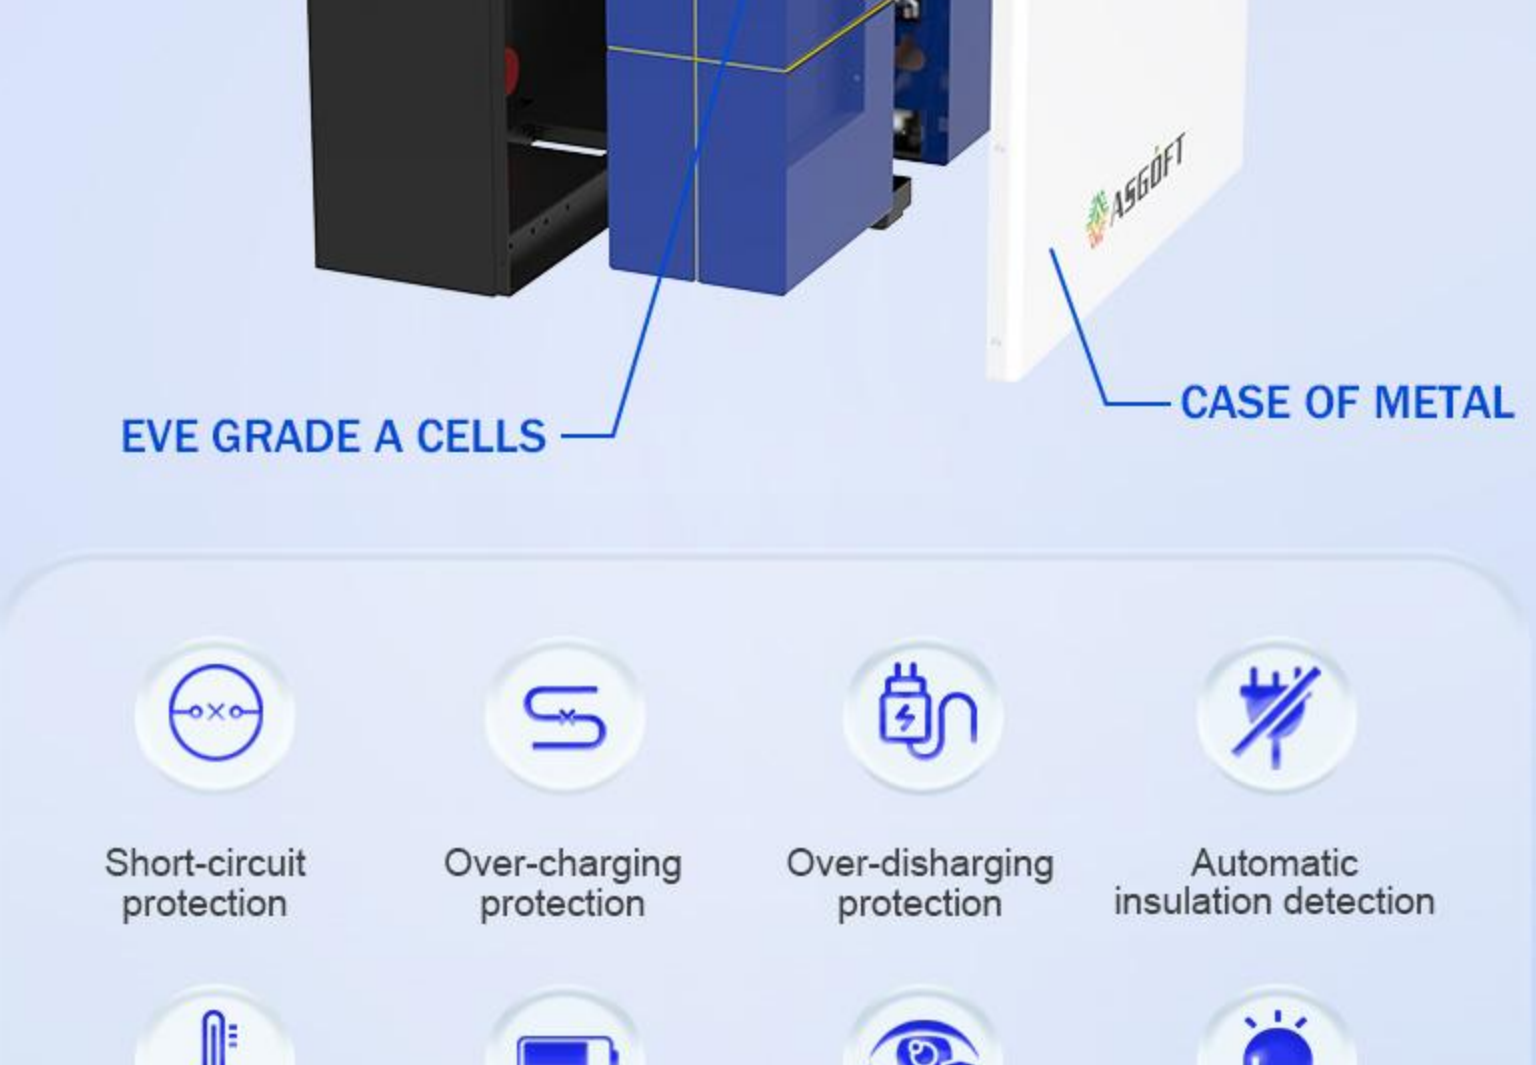 ASGOFT
EVE GRADE A CELLS
CASE OF METAL
Short-circuit
protection
Over-charging
protection
Over-disharging
protection
Automatic
insulation detection